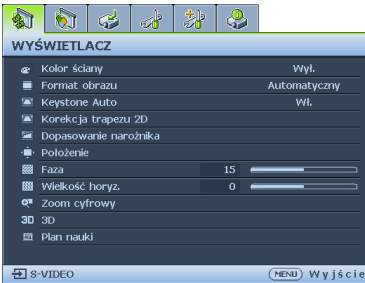 WYŚWIETLACZ
Kolor ściany Wył.
Format obrazu Automatyczny
Keystone Auto Wł.
Korekcja trapezu 2D
Dopasowanie narożnika
Położenie
Faza 15
Wielkość horyz. 0
Zoom cyfrowy
3D 3D
Plan nauki
S-VIDEO MENU Wyjście